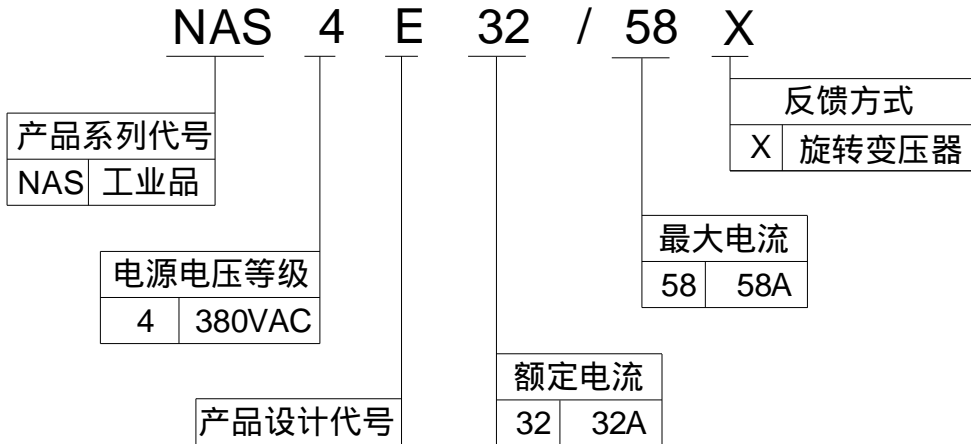 NAS 4 E 32 / 58 X
产品系列代号
NAS 工业品
电源电压等级
4 380VAC
产品设计代号
额定电流
32 32A
最大电流
58 58A
反馈方式
X 旋转变压器